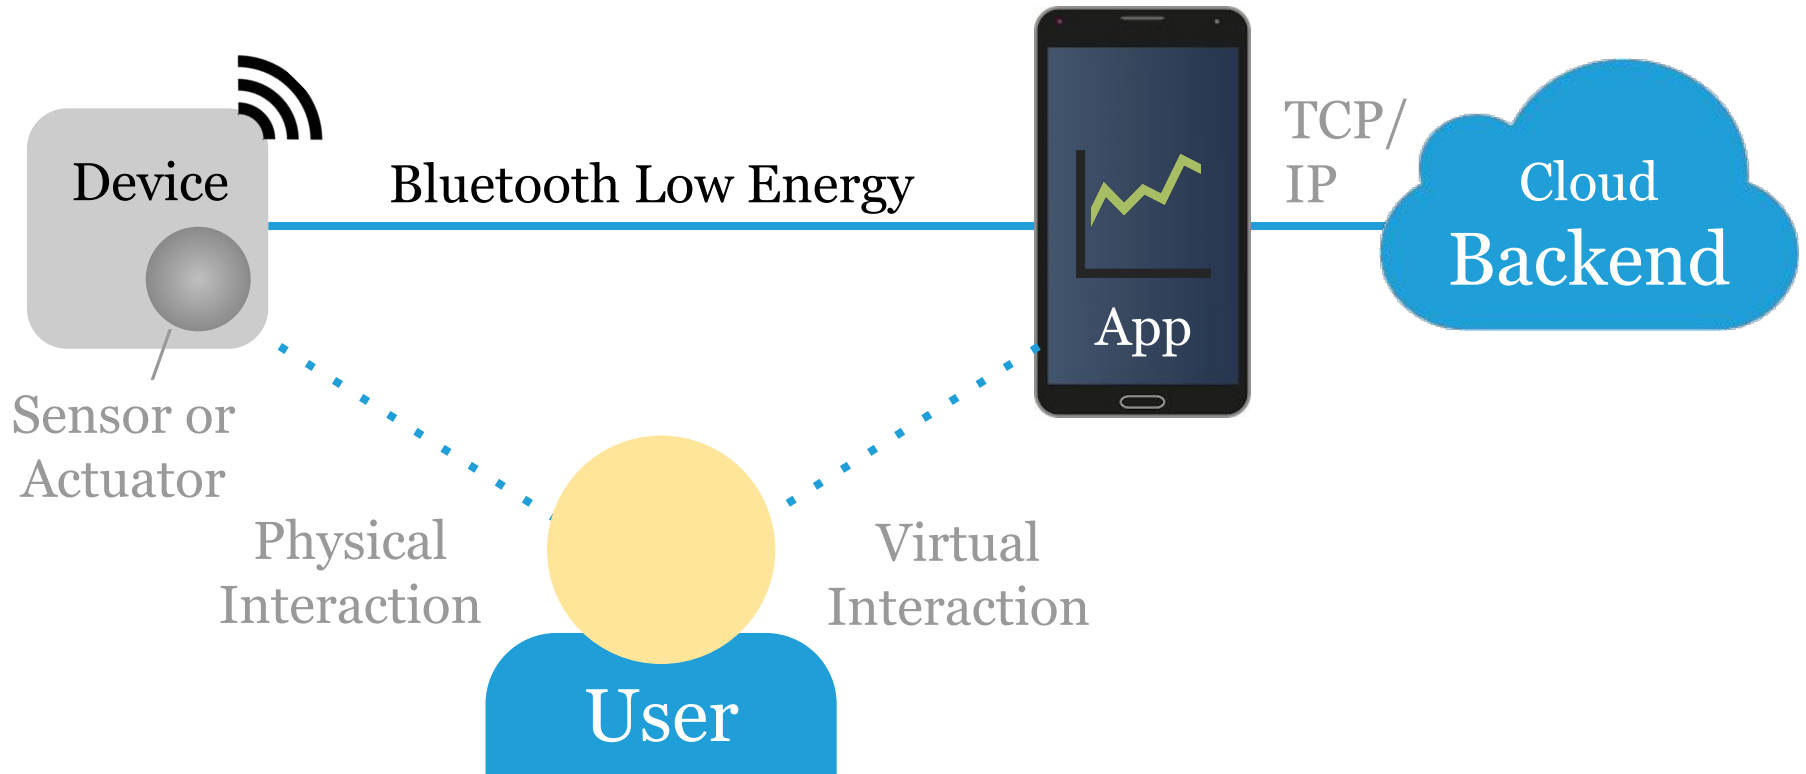 Device
Bluetooth Low Energy
TCP/
IP
Cloud
Backend
App
Sensor or
Actuator
Physical
Interaction
Virtual
Interaction
User